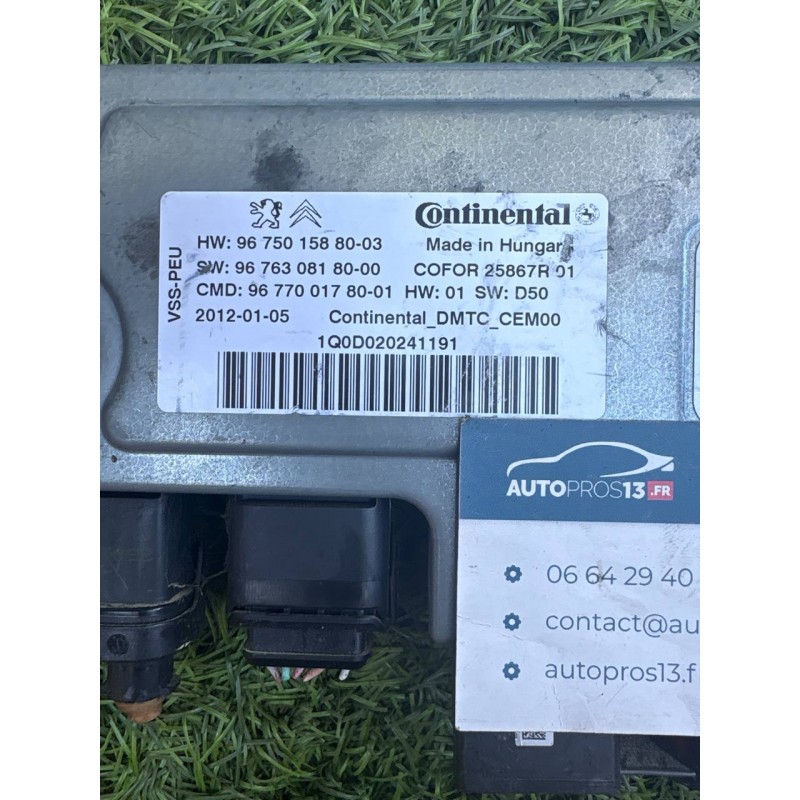 Continental
HW: 96 750 158 80-03
Made in Hungary
SW: 96 763 081 80-00
COFOR 25867R 01
CMD: 96 770 017 80-01 HW: 01 SW: D50
2012-01-05 Continental_DMTC_CEM00
1Q0D020241191
VSS-PEU
AUTOPROS13.FR
06 64 29 40
contact@au
autopros13.f